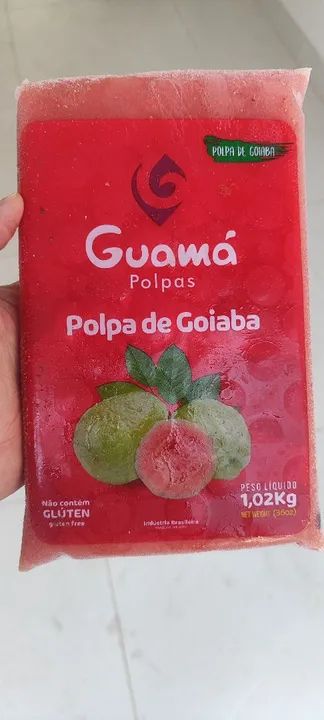 POLPA DE GOIABA
Guamá
Polpas
Polpa de Goiaba
Não contém
GLÚTEN
gluten free
Indústria Brasileira
PESO LÍQUIDO
1,02Kg
NET WEIGHT (36oz)